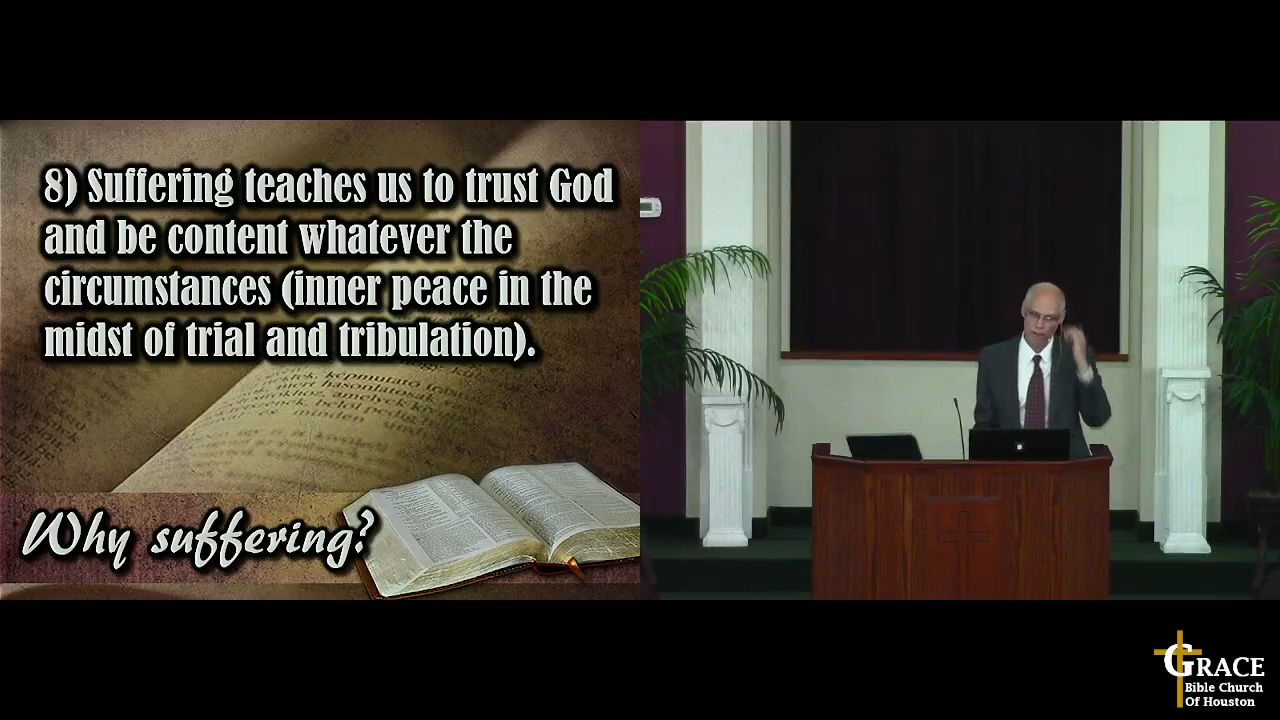 8) Suffering teaches us to trust God
and be content whatever the
circumstances (inner peace in the
midst of trial and tribulation).
Why suffering?
GRACE
Bible Church
Of Houston